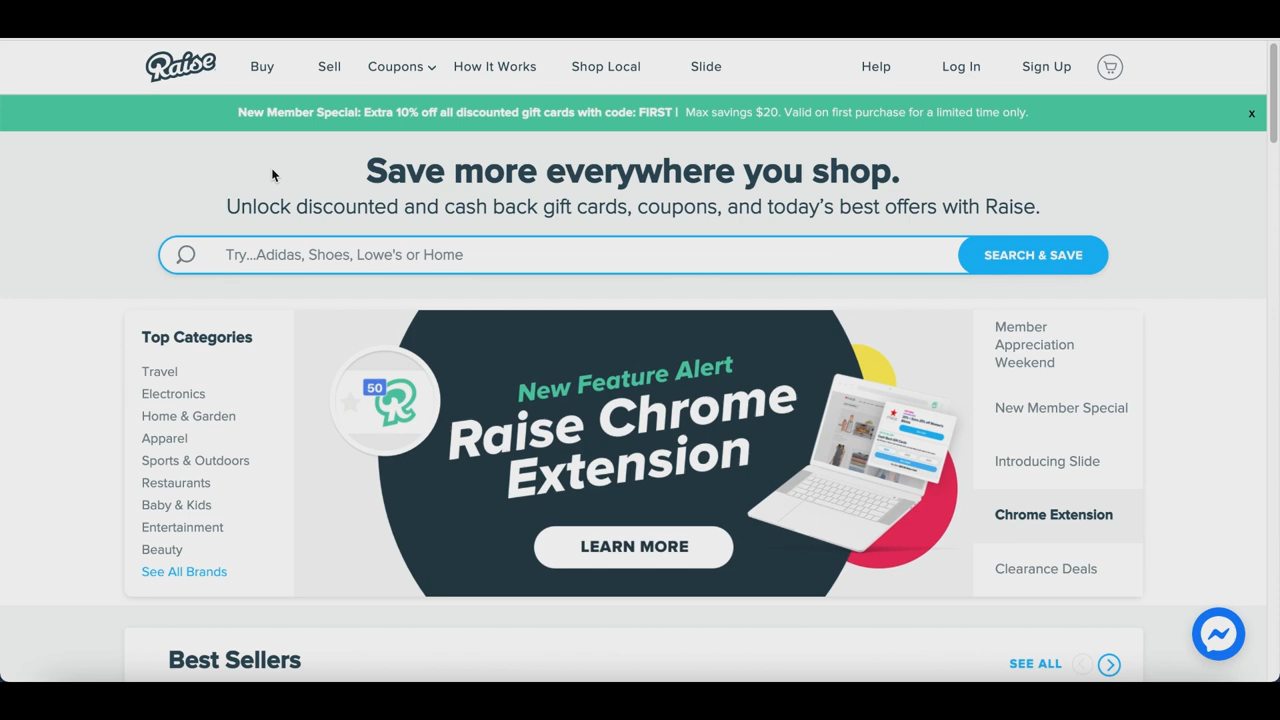 Raise
Buy
Sell
Coupons
How It Works
Shop Local
Slide
Help
Log In
Sign Up
New Member Special: Extra 10% off all discounted gift cards with code: FIRST | Max savings $20. Valid on first purchase for a limited time only.
x
Save more everywhere you shop.
Unlock discounted and cash back gift cards, coupons, and today's best offers with Raise.
Try...Adidas, Shoes, Lowe's or Home
SEARCH & SAVE
Top Categories
Travel
Electronics
Home & Garden
Apparel
Sports & Outdoors
Restaurants
Baby & Kids
Entertainment
Beauty
See All Brands
50
R
New Feature Alert
Raise Chrome
Extension
LEARN MORE
Member
Appreciation
Weekend
New Member Special
Introducing Slide
Chrome Extension
Clearance Deals
Best Sellers
SEE ALL